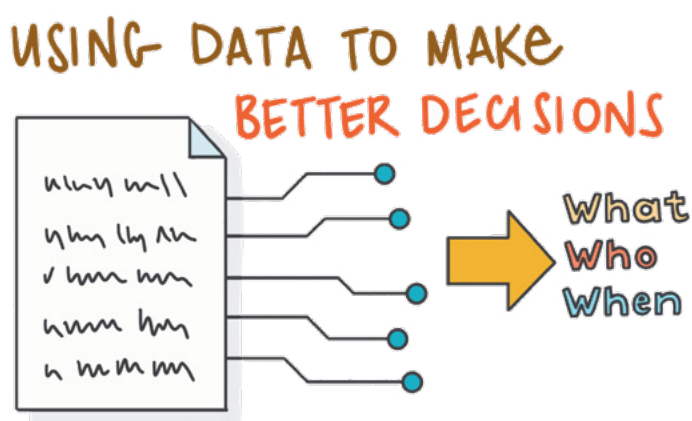 USING DATA TO MAKE
BETTER DECISIONS
What
Who
When